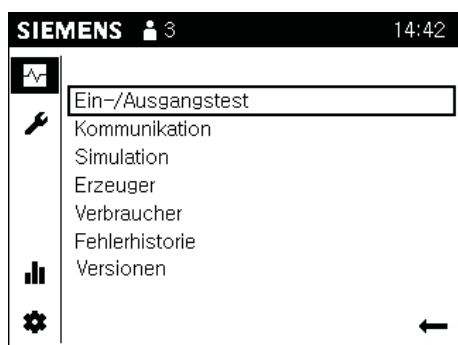 SIEMENS 3 14:42
Ein-/Ausgangstest
Kommunikation
Simulation
Erzeuger
Verbraucher
Fehlerhistorie
Versionen